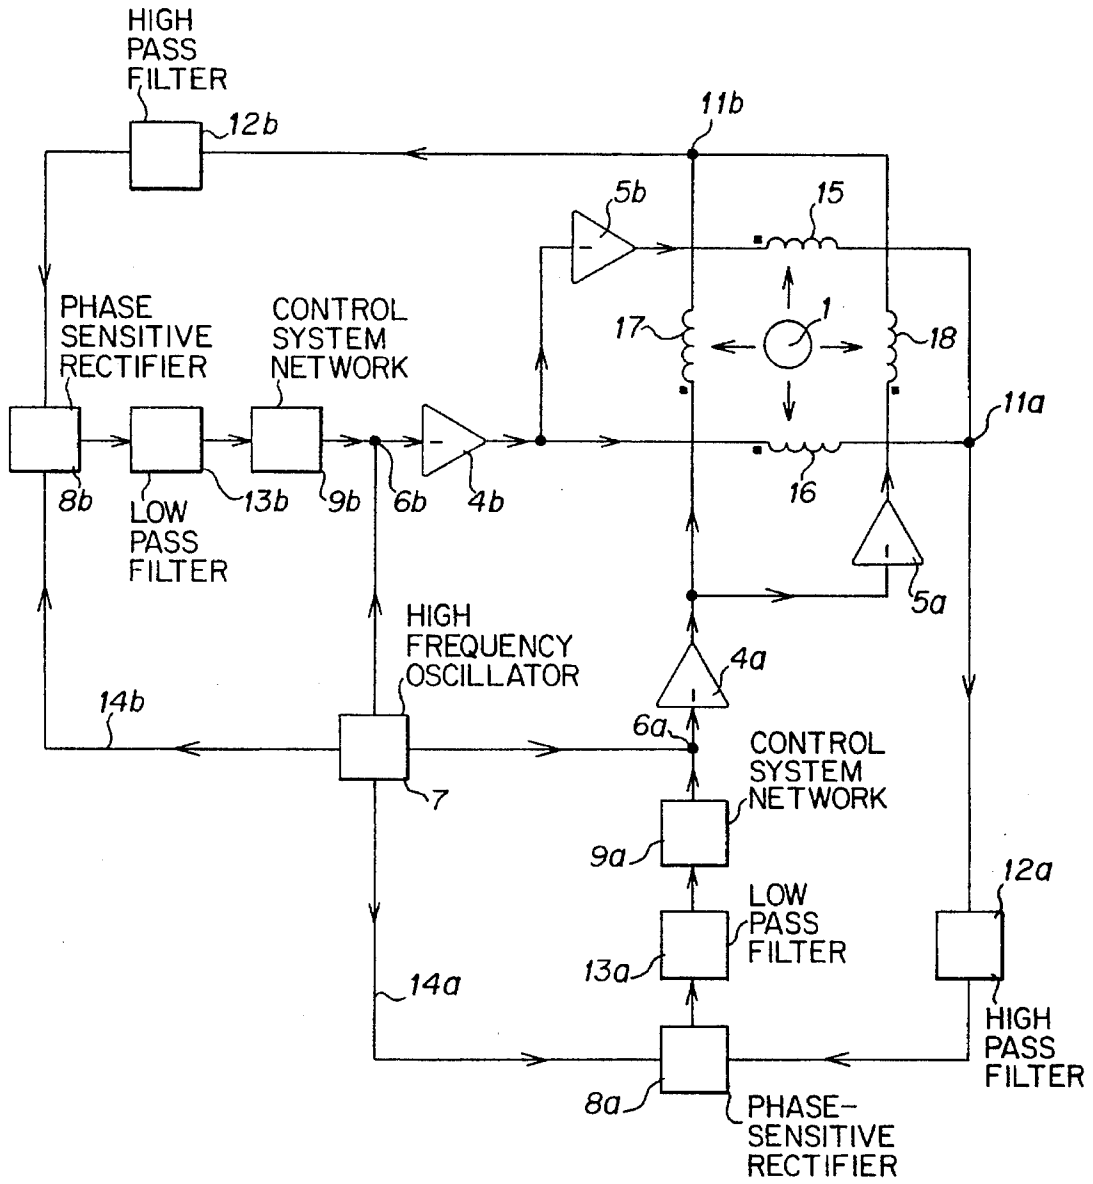 HIGH
PASS
FILTER
12b
11b
5b
15
PHASE
SENSITIVE
RECTIFIER
CONTROL
SYSTEM
NETWORK
17
1
18
11a
8b
13b
9b
6b
4b
16
LOW
PASS
FILTER
5a
HIGH
FREQUENCY
OSCILLATOR
4a
14b
6a
7
CONTROL
SYSTEM
NETWORK
9a
12a
LOW
PASS
FILTER
13a
14a
HIGH
PASS
FILTER
8a
PHASE-
SENSITIVE
RECTIFIER